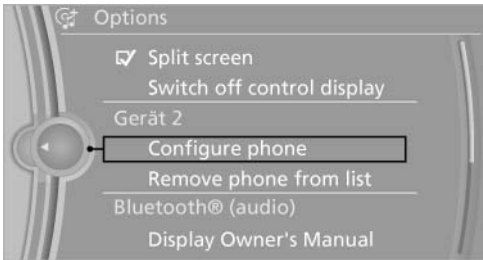 Options
Split screen
Switch off control display
Gerät 2
Configure phone
Remove phone from list
Bluetooth® (audio)
Display Owner's Manual